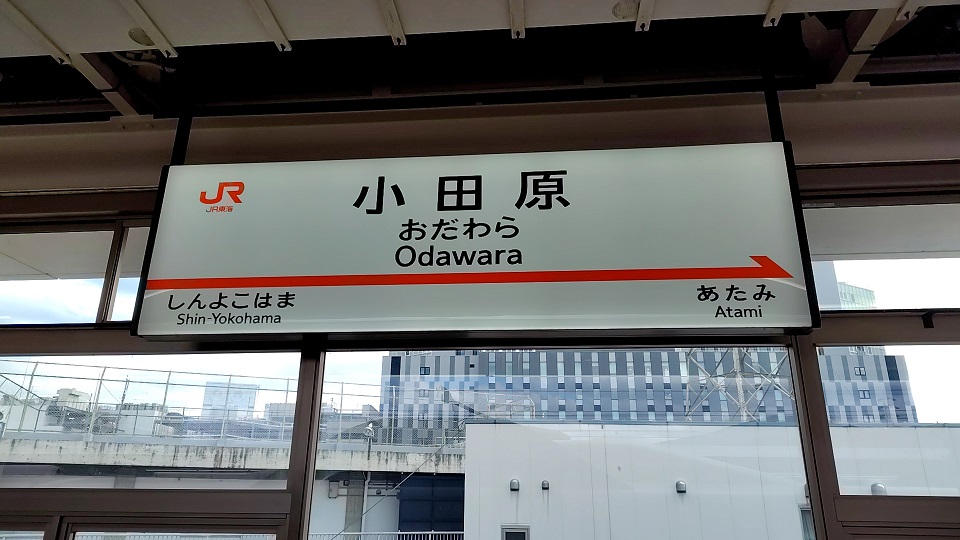 JR
JR東海
小田原
おだわら
Odawara
しんよこはま
Shin-Yokohama
あたみ
Atami